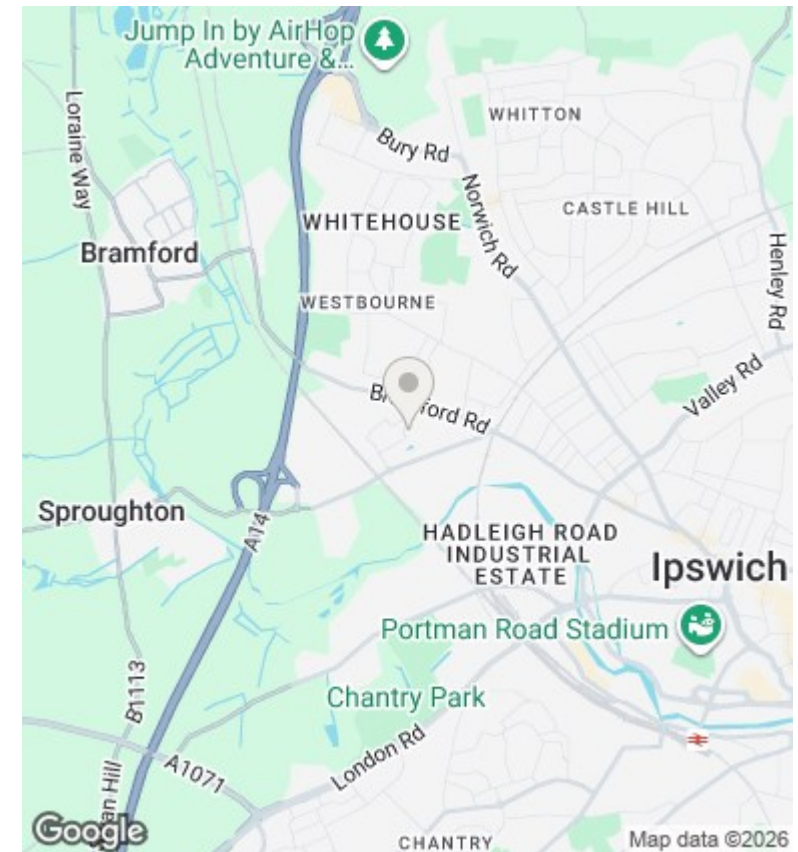 Jump In by AirHop
Adventure &...
WHITTON
Bury Rd
Loraine Way
Norwich Rd
CASTLE HILL
WHITEHOUSE
Bramford
Henley Rd
WESTBOURNE
Valley Rd
ford Rd
Sproughton
A14
HADLEIGH ROAD
INDUSTRIAL
ESTATE
Ipswich
Portman Road Stadium
Chantry Park
B1113
London Rd
A1071
an Hill
Google
CHANTRY
Map data ©2026